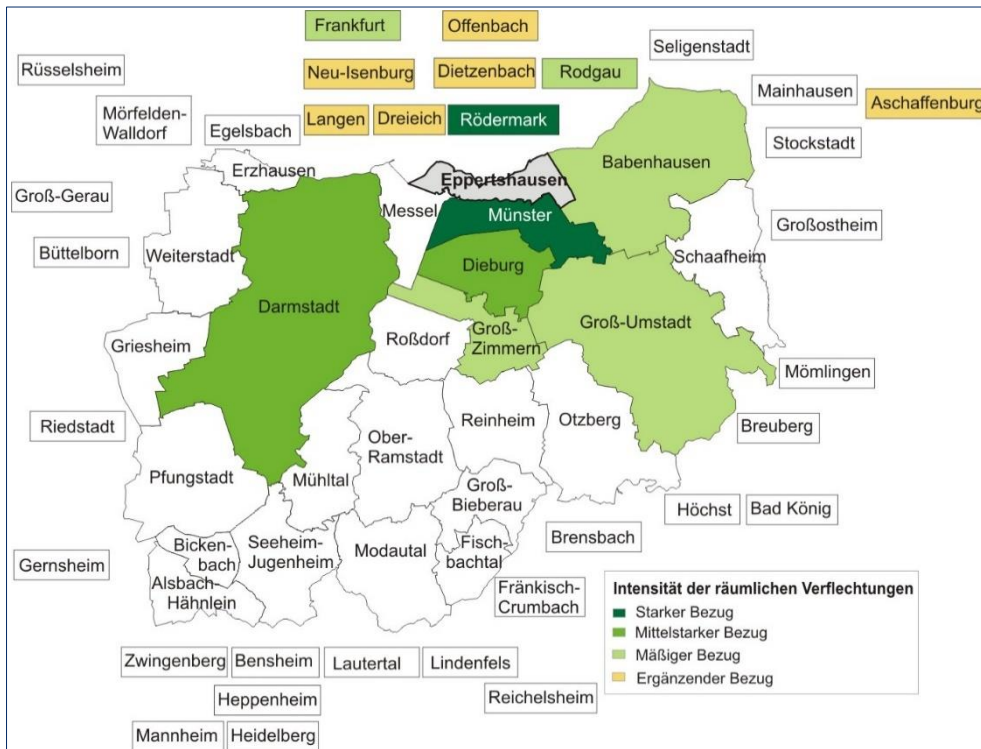 Frankfurt
Offenbach
Seligenstadt
Rüsselsheim
Neu-Isenburg
Dietzenbach
Rodgau
Mainhausen
Aschaffenburg
Mörfelden-
Walldorf
Egelsbach
Langen
Dreieich
Rödermark
Stockstadt
Erzhausen
Babenhausen
Eppertshausen
Groß-Gerau
Messel
Münster
Großostheim
Büttelborn
Weiterstadt
Dieburg
Schaafheim
Darmstadt
Groß-Umstadt
Griesheim
Roßdorf
Groß-
Zimmern
Mömlingen
Riedstadt
Ober-
Ramstadt
Reinheim
Otzberg
Breuberg
Pfungstadt
Mühltal
Groß-
Bieberau
Höchst
Bad König
Gernsheim
Bicken-
bach
Seeheim-
Jugenheim
Modautal
Fisch-
bachtal
Brensbach
Alsbach-
Hähnlein
Fränkisch-
Crumbach
Intensität der räumlichen Verflechtungen
Starker Bezug
Mittelstarker Bezug
Mäßiger Bezug
Ergänzender Bezug
Zwingenberg
Bensheim
Lautertal
Lindenfels
Heppenheim
Reichelsheim
Mannheim
Heidelberg